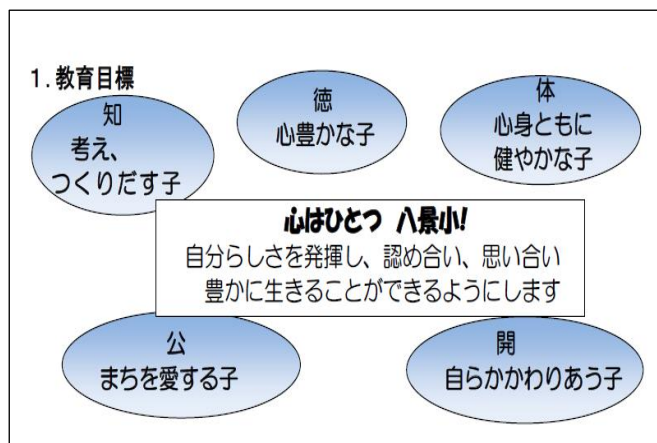 1.教育目標
知
考え、
つくりだす子
徳
心豊かな子
体
心身ともに
健やかな子
心はひとつ 八景小!
自分らしさを発揮し、認め合い、思い合い
豊かに生きることができるようにします
公
まちを愛する子
開
自らかかわりあう子